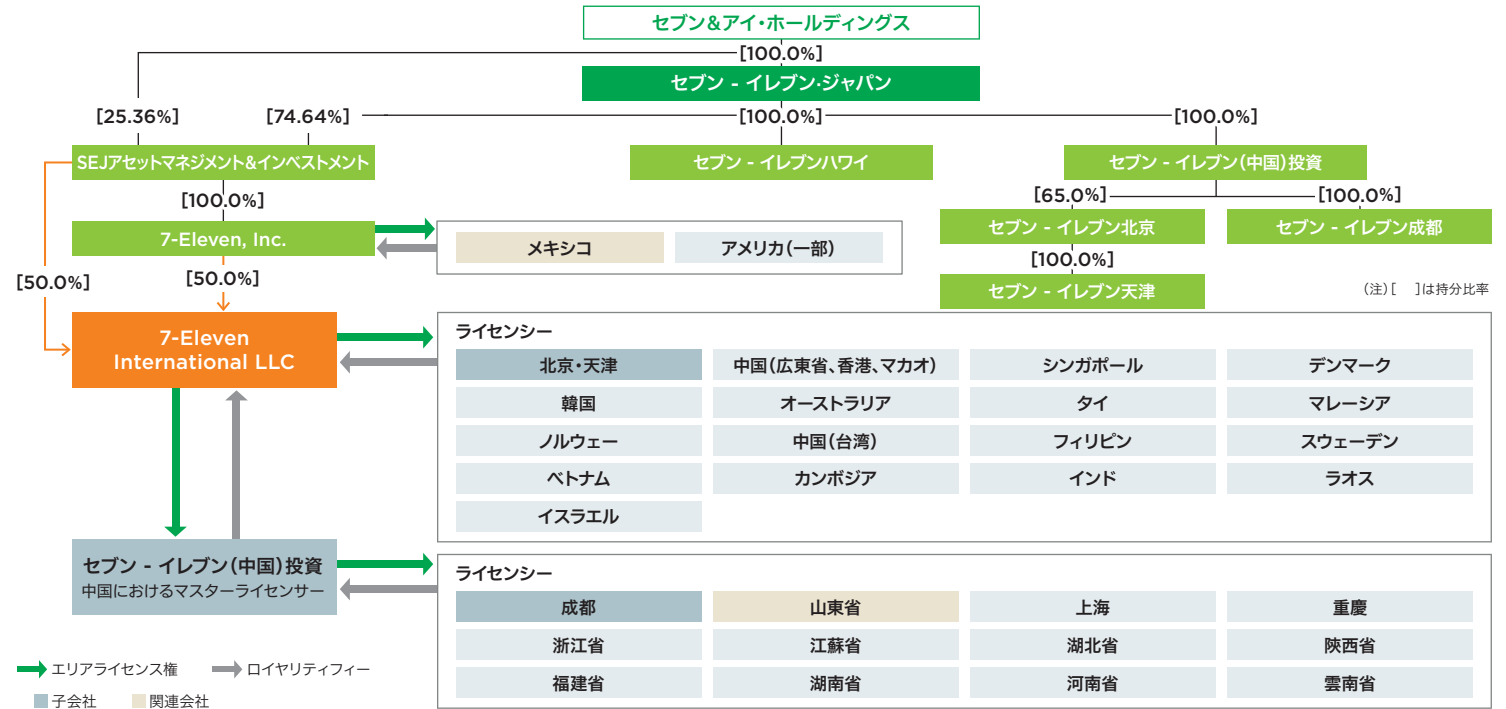 セブン&アイ・ホールディングス
[100.0%]
セブン - イレブン・ジャパン
[25.36%]
[74.64%]
[100.0%]
[100.0%]
SEJアセットマネジメント&インベストメント
セブン - イレブンハワイ
セブン - イレブン(中国)投資
[100.0%]
[65.0%]
[100.0%]
7-Eleven, Inc.
メキシコ
アメリカ(一部)
セブン - イレブン北京
セブン - イレブン成都
[100.0%]
[50.0%]
[50.0%]
セブン - イレブン天津
(注)[ ]は持分比率
7-Eleven
International LLC
ライセンシー
北京・天津
中国(広東省、香港、マカオ)
シンガポール
デンマーク
韓国
オーストラリア
タイ
マレーシア
ノルウェー
中国(台湾)
フィリピン
スウェーデン
ベトナム
カンボジア
インド
ラオス
イスラエル
セブン - イレブン(中国)投資
中国におけるマスターライセンサー
ライセンシー
成都
山東省
上海
重慶
浙江省
江蘇省
湖北省
陝西省
福建省
湖南省
河南省
雲南省
エリアライセンス権
ロイヤリティフィー
子会社
関連会社